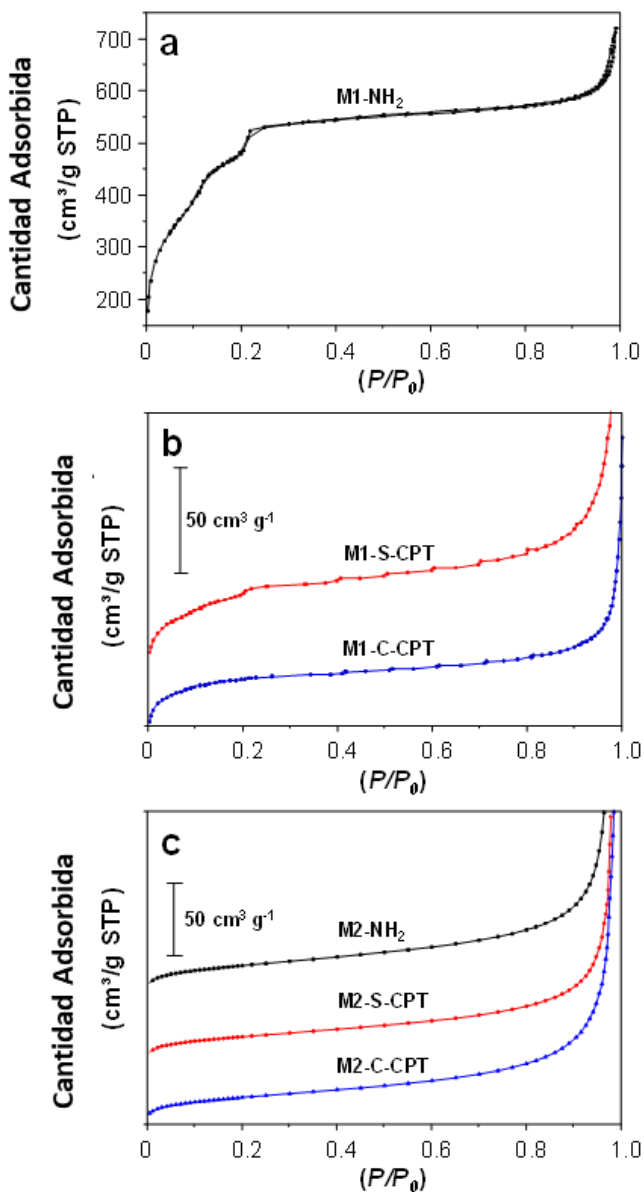 a
M1-NH₂
Cantidad Adsorbida
(cm³/g STP)
700
600
500
400
300
200
0 0.2 0.4 0.6 0.8 1.0
(P/P₀)
b
50 cm³ g⁻¹
M1-S-CPT
M1-C-CPT
Cantidad Adsorbida
(cm³/g STP)
0 0.2 0.4 0.6 0.8 1.0
(P/P₀)
c
50 cm³ g⁻¹
M2-NH₂
M2-S-CPT
M2-C-CPT
Cantidad Adsorbida
(cm³/g STP)
0 0.2 0.4 0.6 0.8 1.0
(P/P₀)